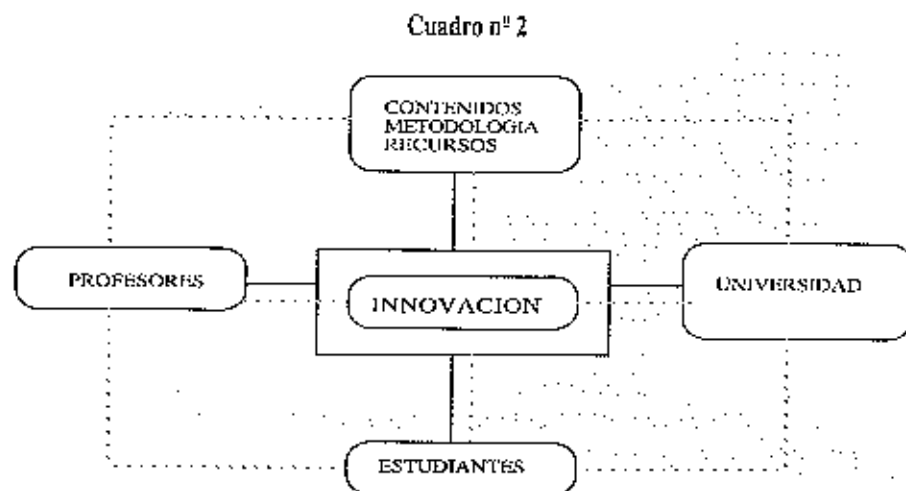 Cuadro nº 2
CONTENIDOS
METODOLOGIA
RECURSOS
PROFESORES
INNOVACION
UNIVERSIDAD
ESTUDIANTES